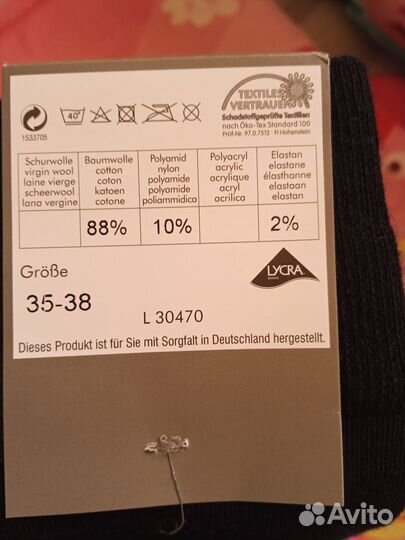 TEXTILES
VERTRAUEN
Schadstoffgeprüfte Textilien
nach Öko-Tex Standard 100
Prüf-Nr. 97.0.7512 - FI Hohenstein
40°
1533705
Schurwolle
virgin wool
laine vierge
scheerwool
lana vergine
Baumwolle
cotton
coton
katoen
cotone
Polyamid
nylon
polyamide
polyamide
poliammidica
Polyacryl
acrylic
acrylique
acryl
acrilica
Elastan
elastane
élasthanne
elastaan
elastan
88%
10%
2%
Größe
LYCRA
35-38
L 30470
Dieses Produkt ist für Sie mit Sorgfalt in Deutschland hergestellt.
Avito